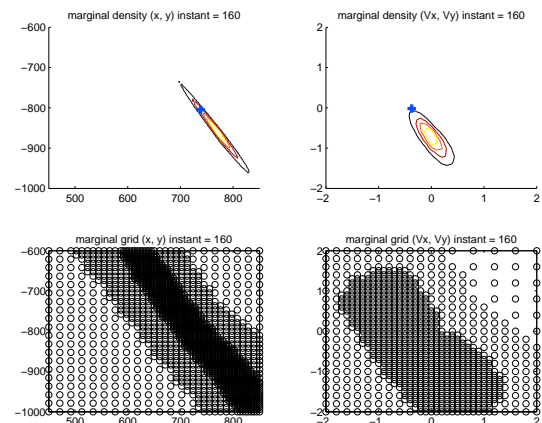 marginal density (x, y) instant = 160
−600
−700
−800
−900
−1000
500 600 700 800
marginal density (Vx, Vy) instant = 160
2
1
0
−1
−2
−2 −1 0 1 2
marginal grid (x, y) instant = 160
−600
−700
−800
−900
−1000
500 600 700 800
marginal grid (Vx, Vy) instant = 160
2
1
0
−1
−2
−2 −1 0 1 2